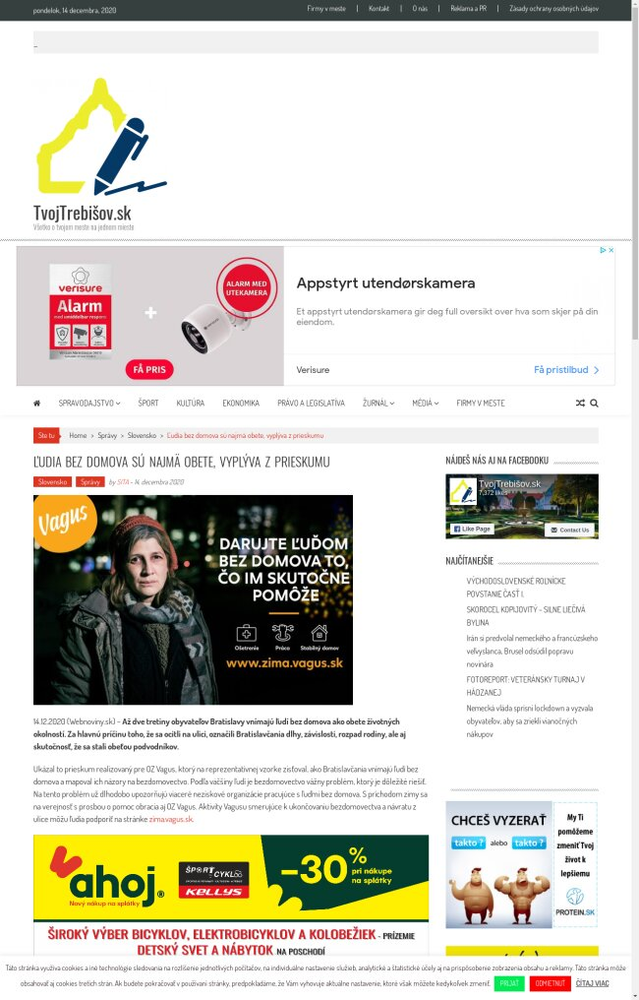 pondelok, 14 decembra, 2020
Firmy v meste | Kontakt | O nás | Reklama a PR | Zásady ochrany osobných údajov
TvojTrebišov.sk
Všetko o tvojom meste na jednom mieste
verisure
Alarm
med umiddelbar respons
ALARM MED
UTEKAMERA
FÅ PRIS
Appstyrt utendørskamera
Et appstyrt utendørskamera gir deg full oversikt over hva som skjer på din
eiendom.
Verisure
Få pristilbud
SPRAVODAJSTVO
ŠPORT
KULTÚRA
EKONOMIKA
PRÁVO A LEGISLATÍVA
ŽURNÁL
MÉDIÁ
FIRMY V MESTE
Ste tu
Home > Správy > Slovensko > Ľudia bez domova sú najmä obete, vyplýva z prieskumu
ĽUDIA BEZ DOMOVA SÚ NAJMÄ OBETE, VYPLÝVA Z PRIESKUMU
Slovensko Správy by SITA - 14. decembra 2020
Vagus
DARUJTE ĽUĎOM
BEZ DOMOVA TO,
ČO IM SKUTOČNE
POMÔŽE
Ošetrenie Práca Stabilný domov
www.zima.vagus.sk
14.12.2020 (Webnoviny.sk) – Až dve tretiny obyvateľov Bratislavy vnímajú ľudí bez domova ako obete životných
okolností. Za hlavnú príčinu toho, že sa ocitli na ulici, označili Bratislavčania dlhy, závislosti, rozpad rodiny, ale aj
skutočnosť, že sa stali obeťou podvodníkov.
Ukázal to prieskum realizovaný pre OZ Vagus, ktorý na reprezentatívnej vzorke zisťoval, ako Bratislavčania vnímajú ľudí bez
domova a mapoval ich názory na bezdomovectvo. Podľa väčšiny ľudí je bezdomovectvo vážny problém, ktorý je dôležité riešiť.
Na tento problém už dlhodobo upozorňujú viaceré neziskové organizácie pracujúce s ľuďmi bez domova. S príchodom zimy sa
na verejnosť s prosbou o pomoc obracia aj OZ Vagus. Aktivity Vagusu smerujúce k ukončovaniu bezdomovectva a návratu z
ulice môžu ľudia podporiť na stránke zima.vagus.sk.
ahoj.
Nový nákup na splátky
ŠPORT
CYKLO
KELLYS
-30%
pri nákupe
na splátky
ŠIROKÝ VÝBER BICYKLOV, ELEKTROBICYKLOV A KOLOBEŽIEK - PRÍZEMIE
DETSKÝ SVET A NÁBYTOK NA POSCHODÍ
NÁJDEŠ NÁS AJ NA FACEBOOKU
TvojTrebišov.sk
7,372 likes
Like Page
Contact Us
NAJČÍTANEJŠIE
VÝCHODOSLOVENSKÉ ROĽNÍCKE
POVSTANIE ČASŤ I.
SKOROCEL KOPIJOVITÝ – SILNE LIEČIVÁ
BYLINA
Irán si predvolal nemeckého a francúzskeho
veľvyslanca, Brusel odsúdil popravu
novinára
FOTOREPORT: VETERÁNSKY TURNAJ V
HÁDZANEJ
Nemecká vláda sprísni lockdown a vyzvala
obyvateľov, aby sa zriekli vianočných
nákupov
CHCEŠ VYZERAŤ
takto ? alebo takto ?
My Ti
pomôžeme
zmeniť Tvoj
život k
lepšiemu
PROTEIN.SK
Táto stránka využíva cookies a iné technológie sledovania na rozlíšenie jednotlivých počítačov, na individuálne nastavenie služieb, analytické a štatistické účely aj na prispôsobenie zobrazenia obsahu a reklamy. Táto stránka môže
obsahovať aj cookies tretích strán. Ak budete pokračovať v používaní stránky, predpokladáme, že Vám vyhovuje aktuálne nastavenie, ktoré však môžete kedykoľvek zmeniť. PRIJAŤ ODMIETNUŤ ČÍTAJ VIAC